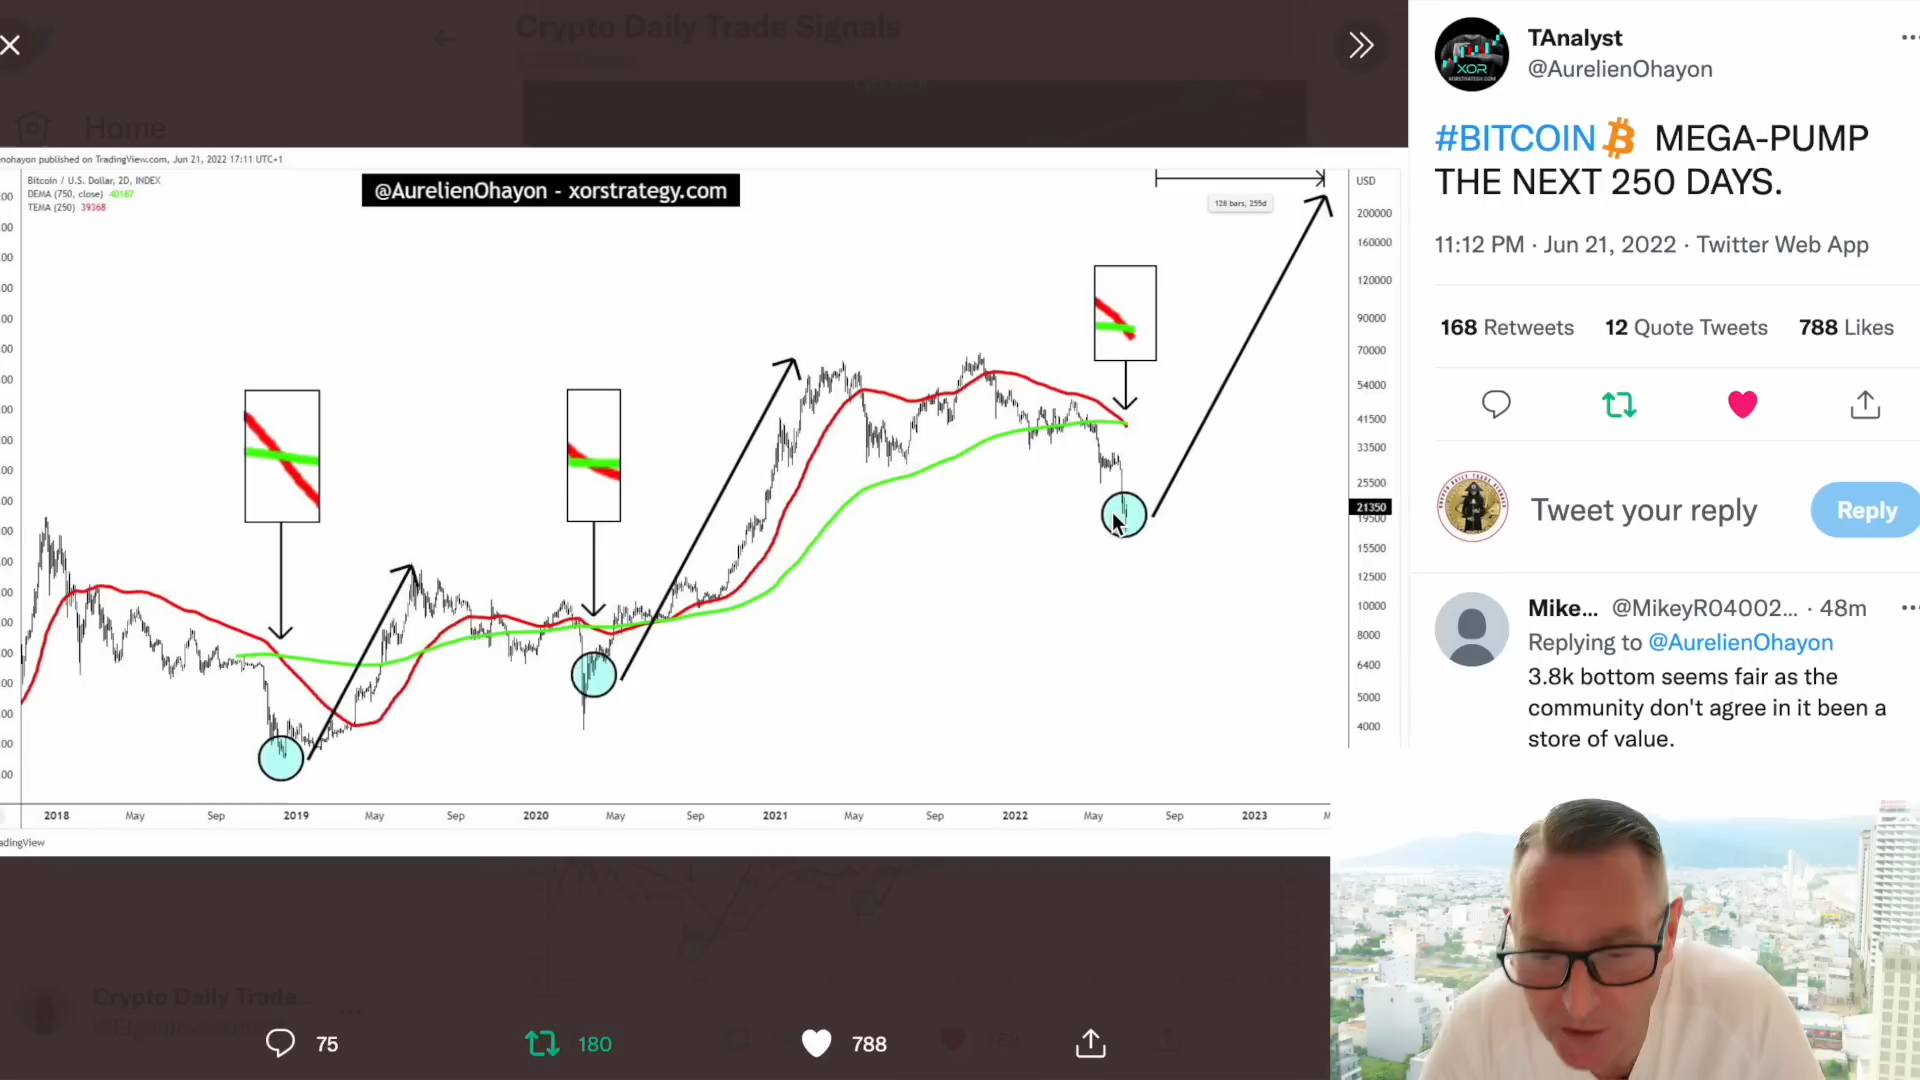 Crypto Daily Trade Signals
Home
nohayon published on TradingView.com, Jun 21, 2022 17:11 UTC+1
Bitcoin / U.S. Dollar, 2D, INDEX
DEMA (750, close) 40187
TEMA (250) 39368
@AurelienOhayon - xorstrategy.com
128 bars, 255d
USD
200000
160000
120000
90000
70000
54000
41500
33500
25500
21350
19500
15500
12500
10000
8000
6400
5000
4000
2018 May Sep 2019 May Sep 2020 May Sep 2021 May Sep 2022 May Sep 2023 M
adingView
Crypto Daily Trade...
75 180 788
XOR
XORSTRATEGY.COM
TAnalyst
@AurelienOhayon
#BITCOIN MEGA-PUMP
THE NEXT 250 DAYS.
11:12 PM · Jun 21, 2022 · Twitter Web App
168 Retweets 12 Quote Tweets 788 Likes
Tweet your reply
Reply
Mike... @MikeyR04002... · 48m
Replying to @AurelienOhayon
3.8k bottom seems fair as the
community don't agree in it been a
store of value.